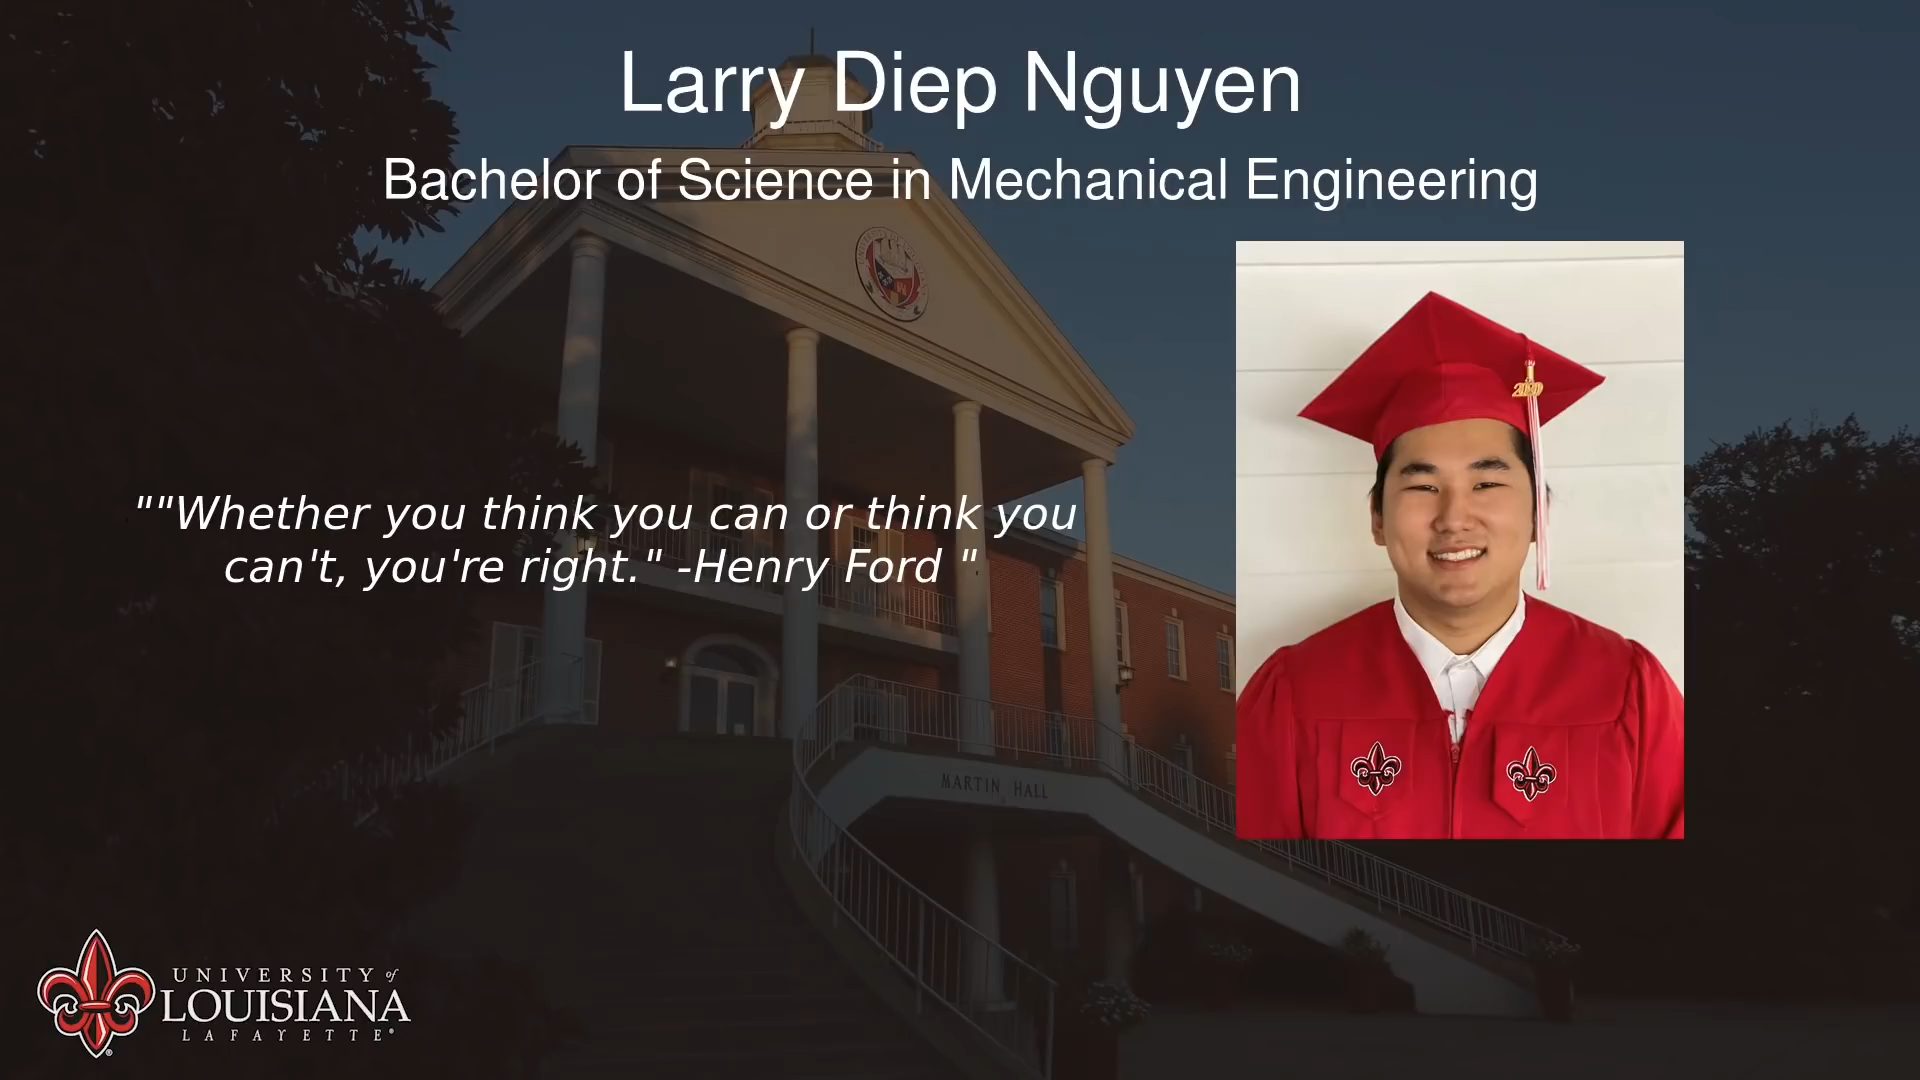 Larry Diep Nguyen
Bachelor of Science in Mechanical Engineering
2020
""Whether you think you can or think you
can't, you're right." -Henry Ford "
MARTIN HALL
UNIVERSITY of
LOUISIANA
LAFAYETTE®